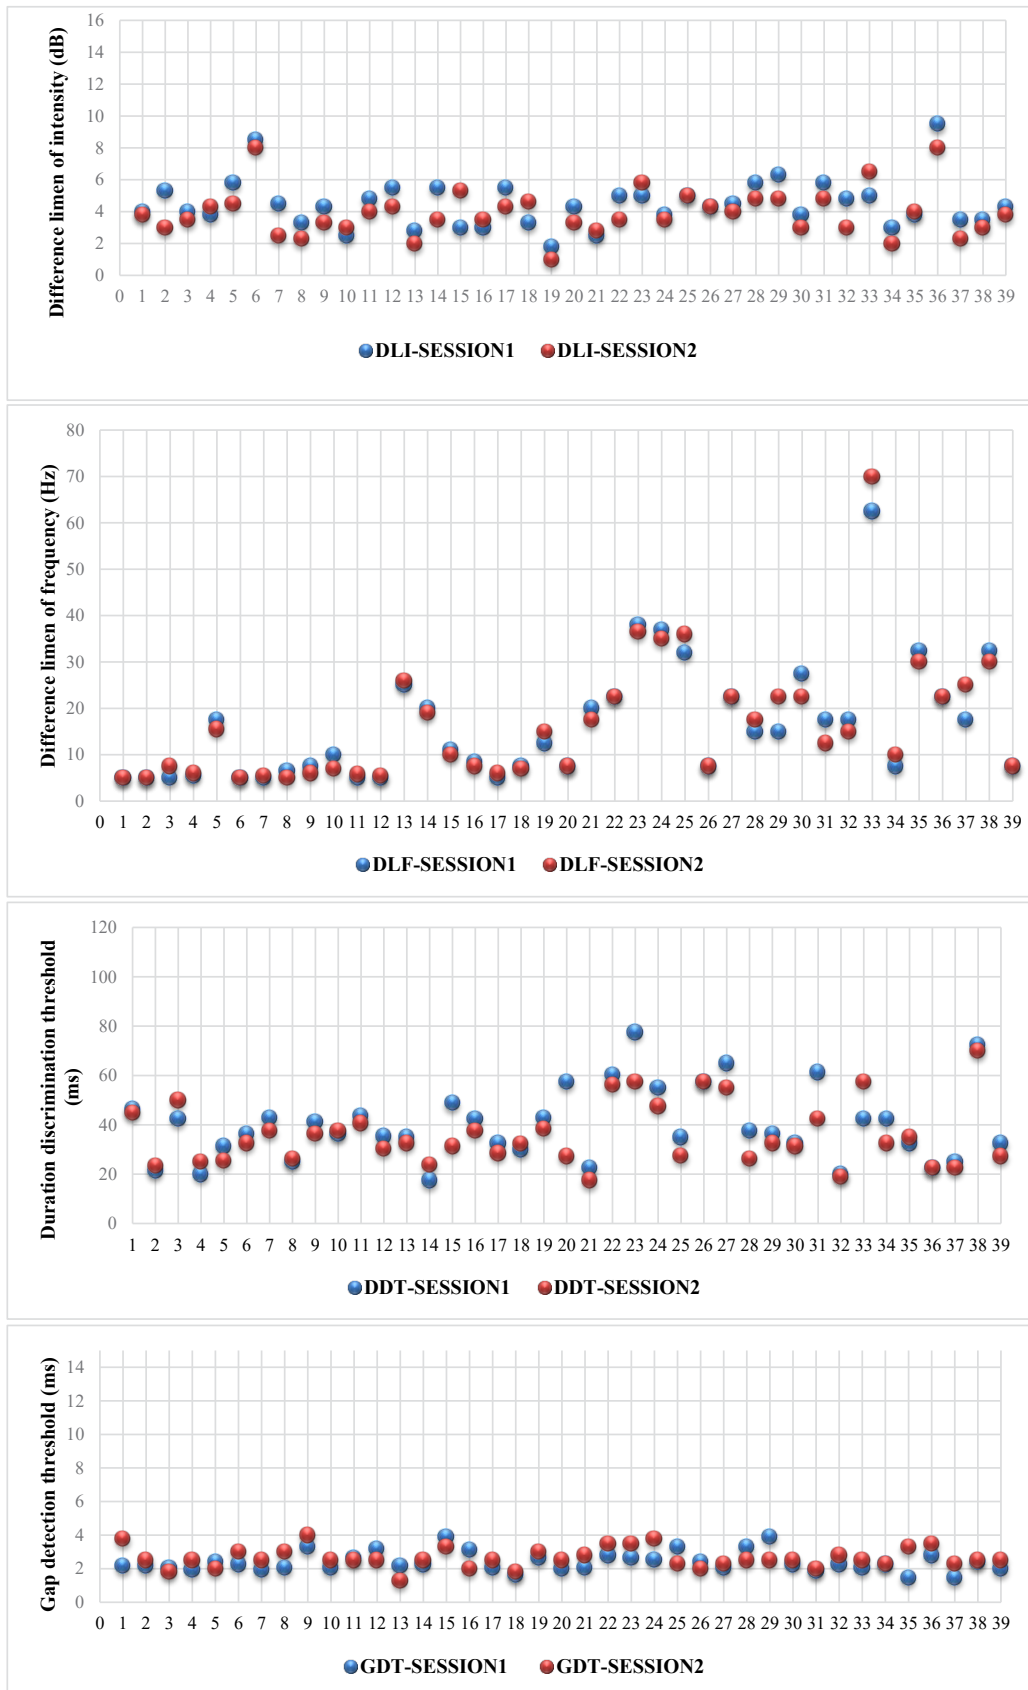 Difference limen of intensity (dB)
16
14
12
10
8
6
4
2
0
0 1 2 3 4 5 6 7 8 9 10 11 12 13 14 15 16 17 18 19 20 21 22 23 24 25 26 27 28 29 30 31 32 33 34 35 36 37 38 39
DLI-SESSION1 DLI-SESSION2
Difference limen of frequency (Hz)
80
70
60
50
40
30
20
10
0
0 1 2 3 4 5 6 7 8 9 10 11 12 13 14 15 16 17 18 19 20 21 22 23 24 25 26 27 28 29 30 31 32 33 34 35 36 37 38 39
DLF-SESSION1 DLF-SESSION2
Duration discrimination threshold
(ms)
120
100
80
60
40
20
0
1 2 3 4 5 6 7 8 9 10 11 12 13 14 15 16 17 18 19 20 21 22 23 24 25 26 27 28 29 30 31 32 33 34 35 36 37 38 39
DDT-SESSION1 DDT-SESSION2
Gap detection threshold (ms)
14
12
10
8
6
4
2
0
0 1 2 3 4 5 6 7 8 9 10 11 12 13 14 15 16 17 18 19 20 21 22 23 24 25 26 27 28 29 30 31 32 33 34 35 36 37 38 39
GDT-SESSION1 GDT-SESSION2